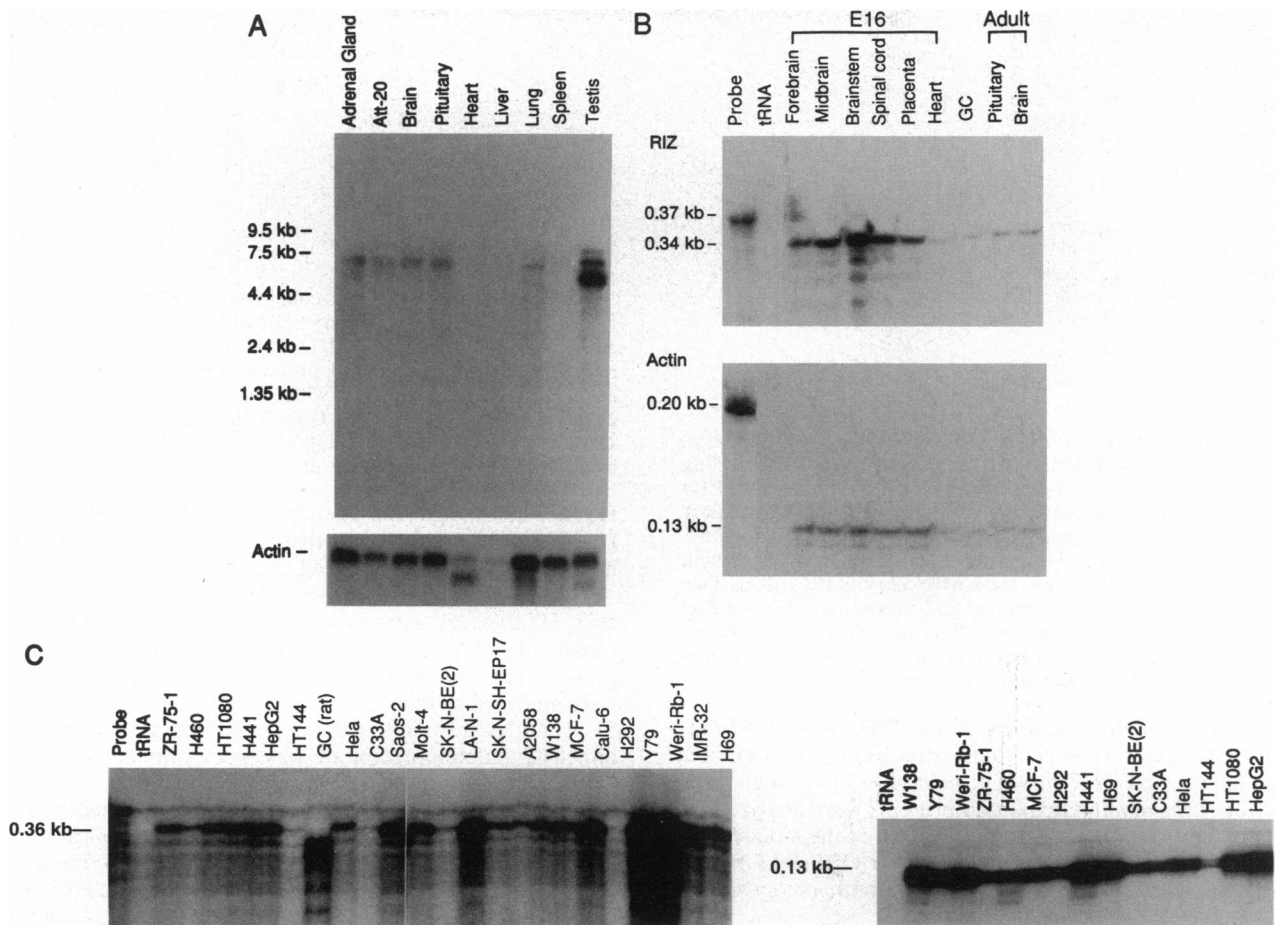 A
Adrenal Gland
Att-20
Brain
Pituitary
Heart
Liver
Lung
Spleen
Testis
9.5 kb
7.5 kb
4.4 kb
2.4 kb
1.35 kb
Actin
B
E16
Adult
Probe
tRNA
Forebrain
Midbrain
Brainstem
Spinal cord
Placenta
Heart
GC
Pituitary
Brain
RIZ
0.37 kb
0.34 kb
Actin
0.20 kb
0.13 kb
C
Probe
tRNA
ZR-75-1
H460
HT1080
H441
HepG2
HT144
GC (rat)
Hela
C33A
Saos-2
Molt-4
SK-N-BE(2)
LA-N-1
SK-N-SH-EP17
A2058
W138
MCF-7
Calu-6
H292
Y79
Weri-Rb-1
IMR-32
H69
0.36 kb
tRNA
W138
Y79
Weri-Rb-1
ZR-75-1
H460
MCF-7
H292
H441
H69
SK-N-BE(2)
C33A
Hela
HT144
HT1080
HepG2
0.13 kb